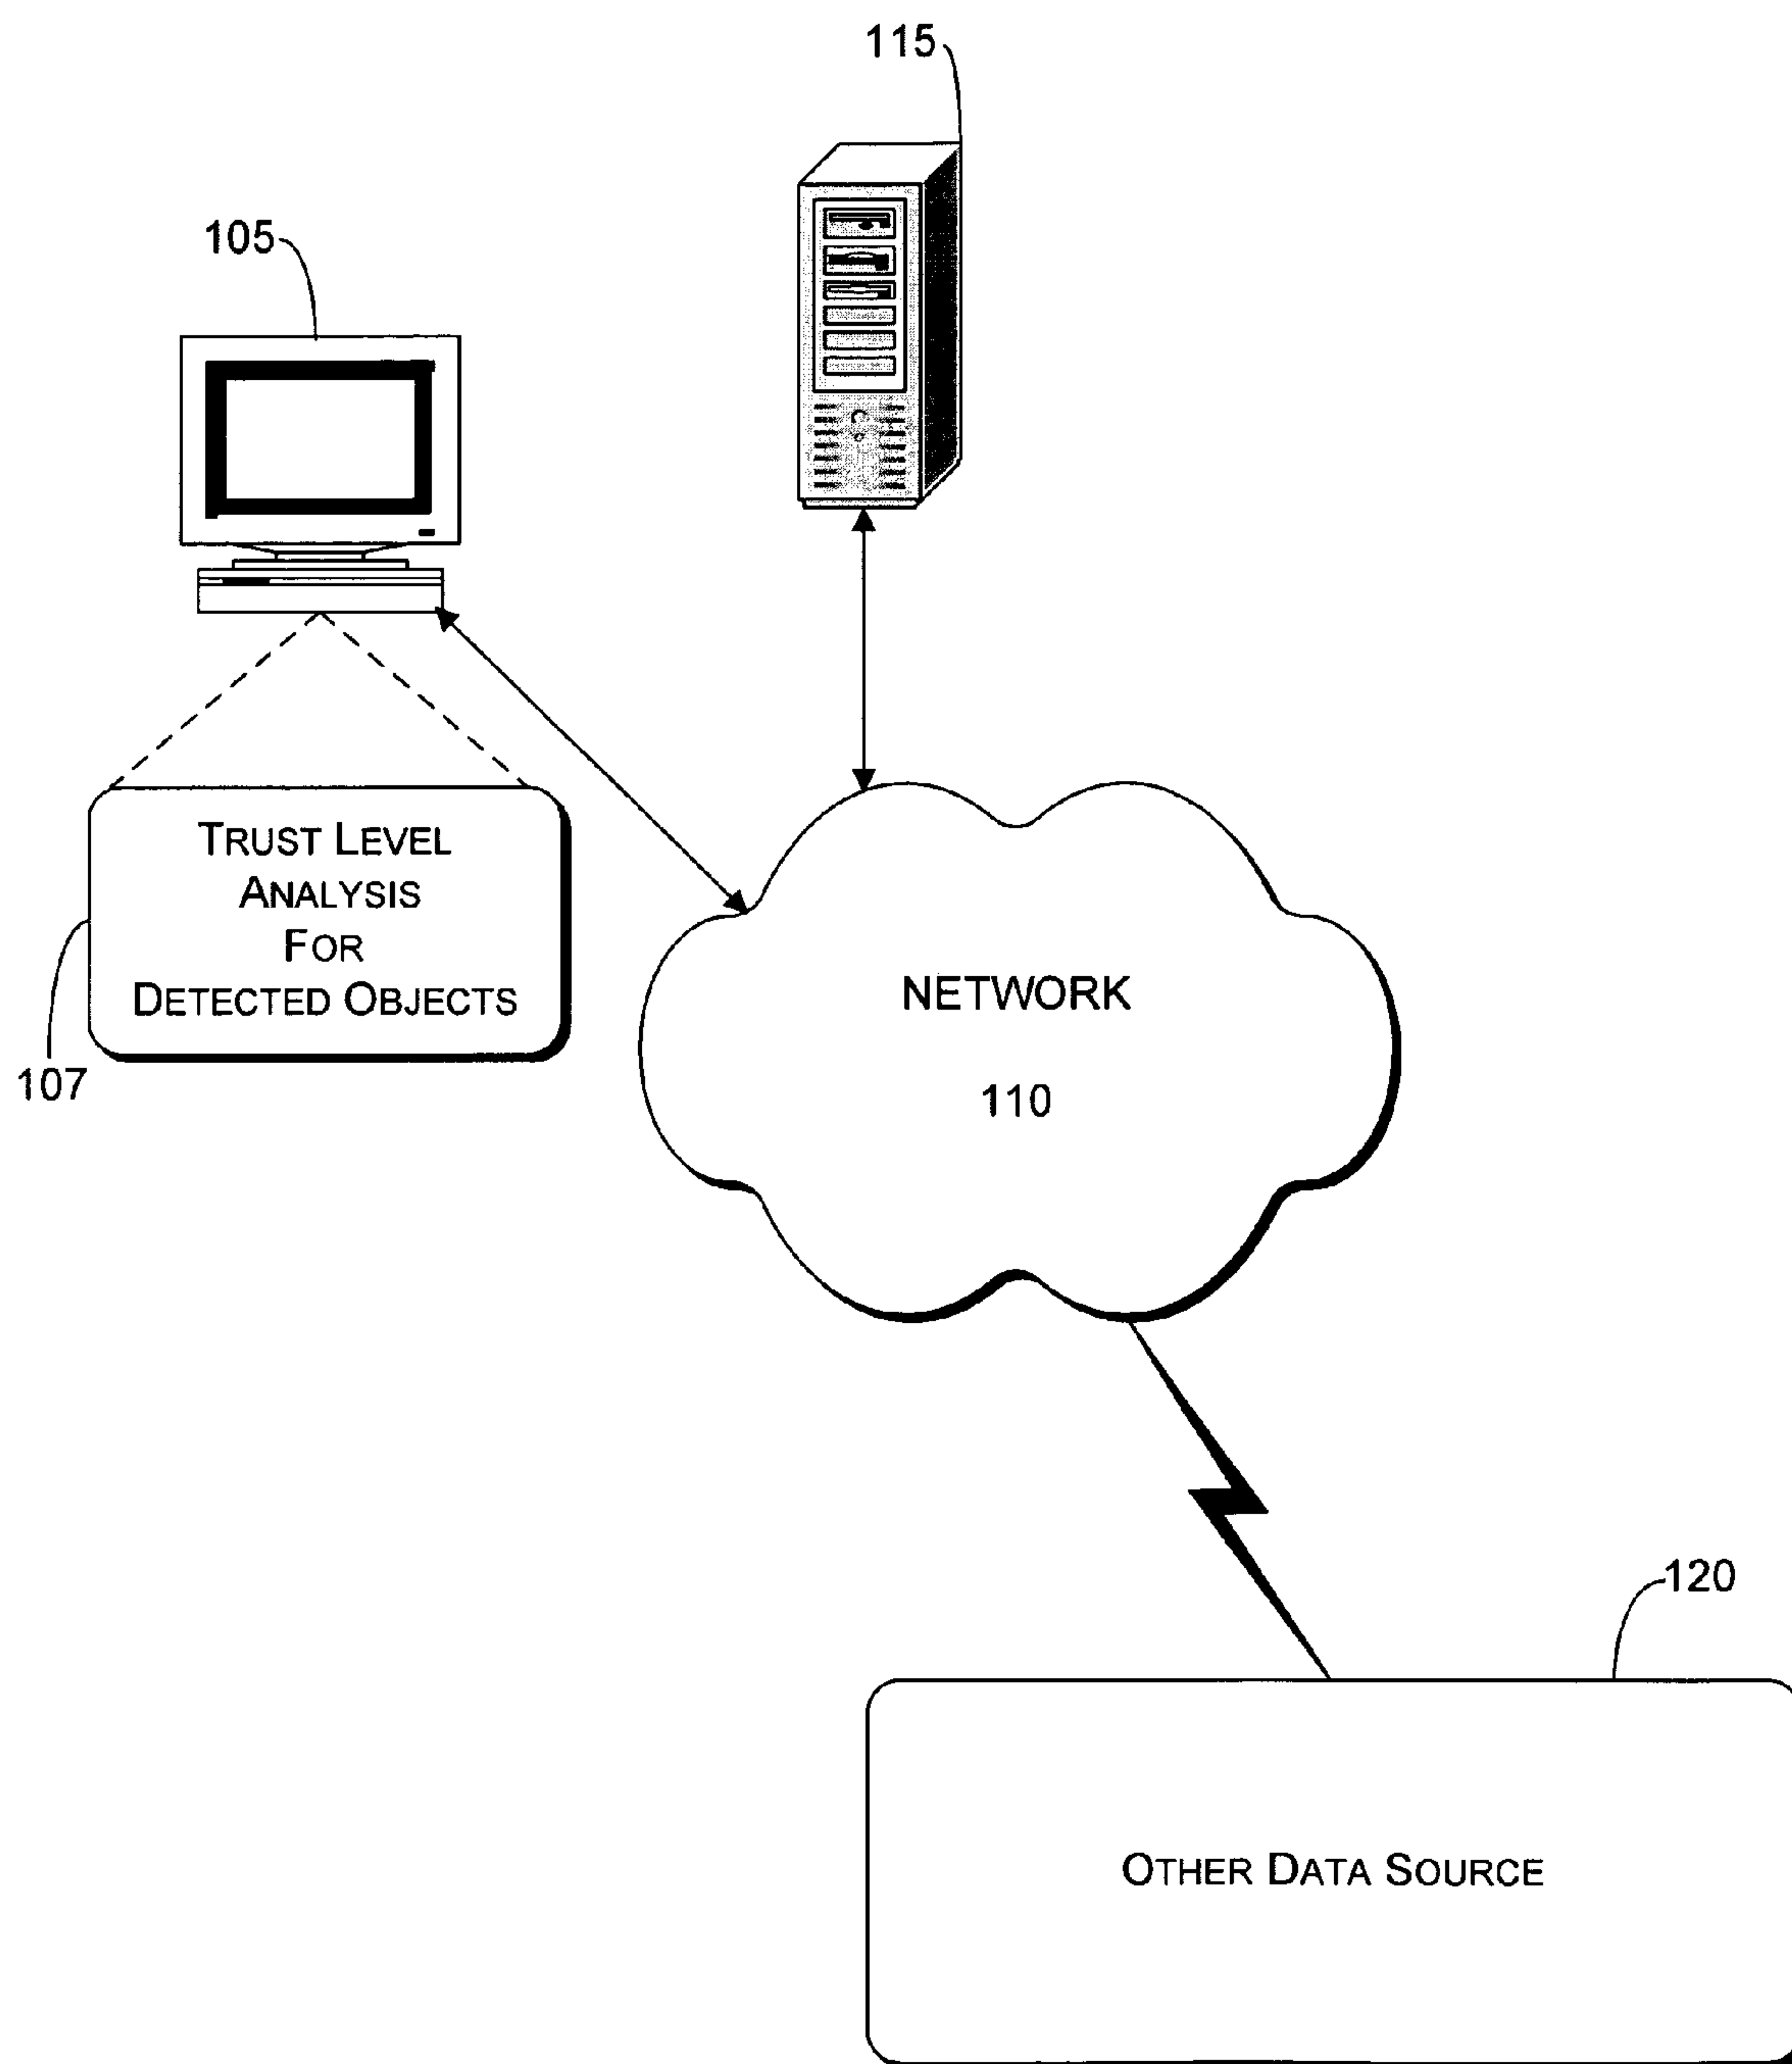 115
105
TRUST LEVEL
ANALYSIS
FOR
DETECTED OBJECTS
107
NETWORK
110
120
OTHER DATA SOURCE